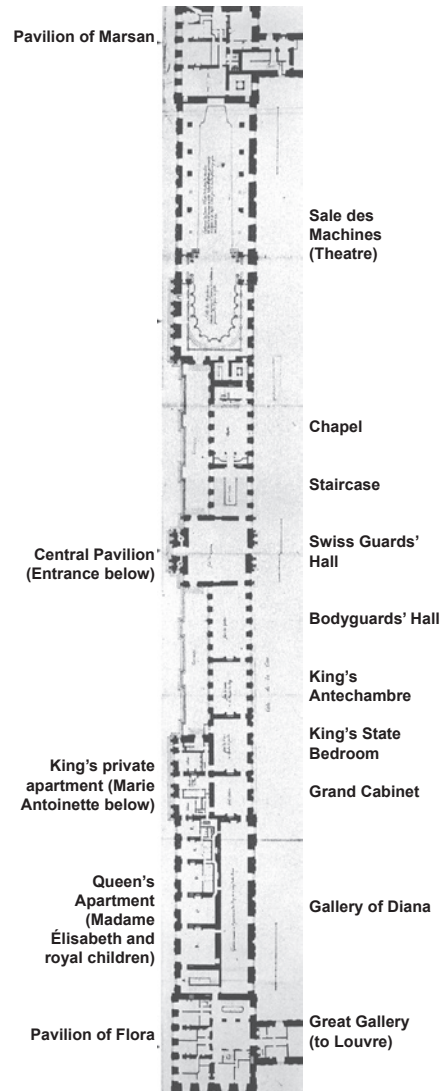 Pavilion of Marsan
Sale des
Machines
(Theatre)
Chapel
Staircase
Central Pavilion
(Entrance below)
Swiss Guards'
Hall
Bodyguards' Hall
King's
Antechambre
King's State
Bedroom
King's private
apartment (Marie
Antoinette below)
Grand Cabinet
Queen's
Apartment
(Madame
Élisabeth and
royal children)
Gallery of Diana
Pavilion of Flora
Great Gallery
(to Louvre)